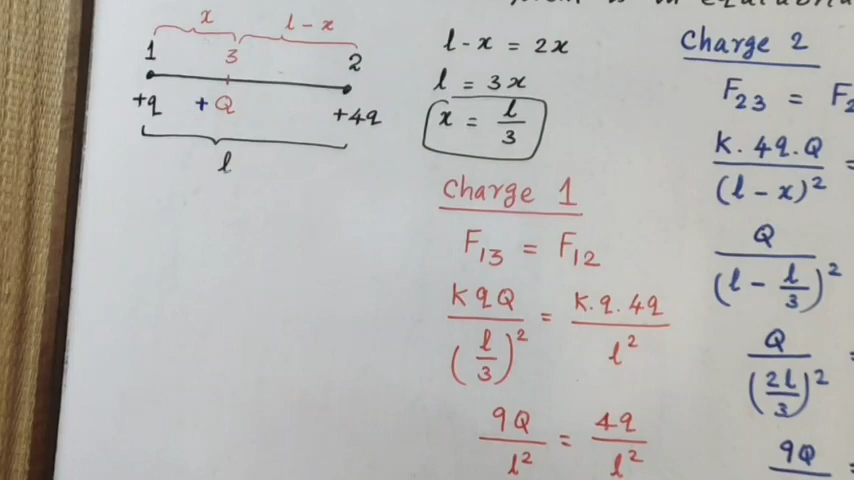 x l - x
1 3 2
+q + Q +4q
l
l - x = 2x
l = 3x
x = l/3
Charge 1
F₁₃ = F₁₂
K q Q/(l/3)² = K. q. 4q/l²
9Q/l² = 4q/l²
Charge 2
F₂₃ = F₂
K. 4q. Q/(l - x)² =
Q/(l - l/3)²
Q/(2l/3)² =
9Q =